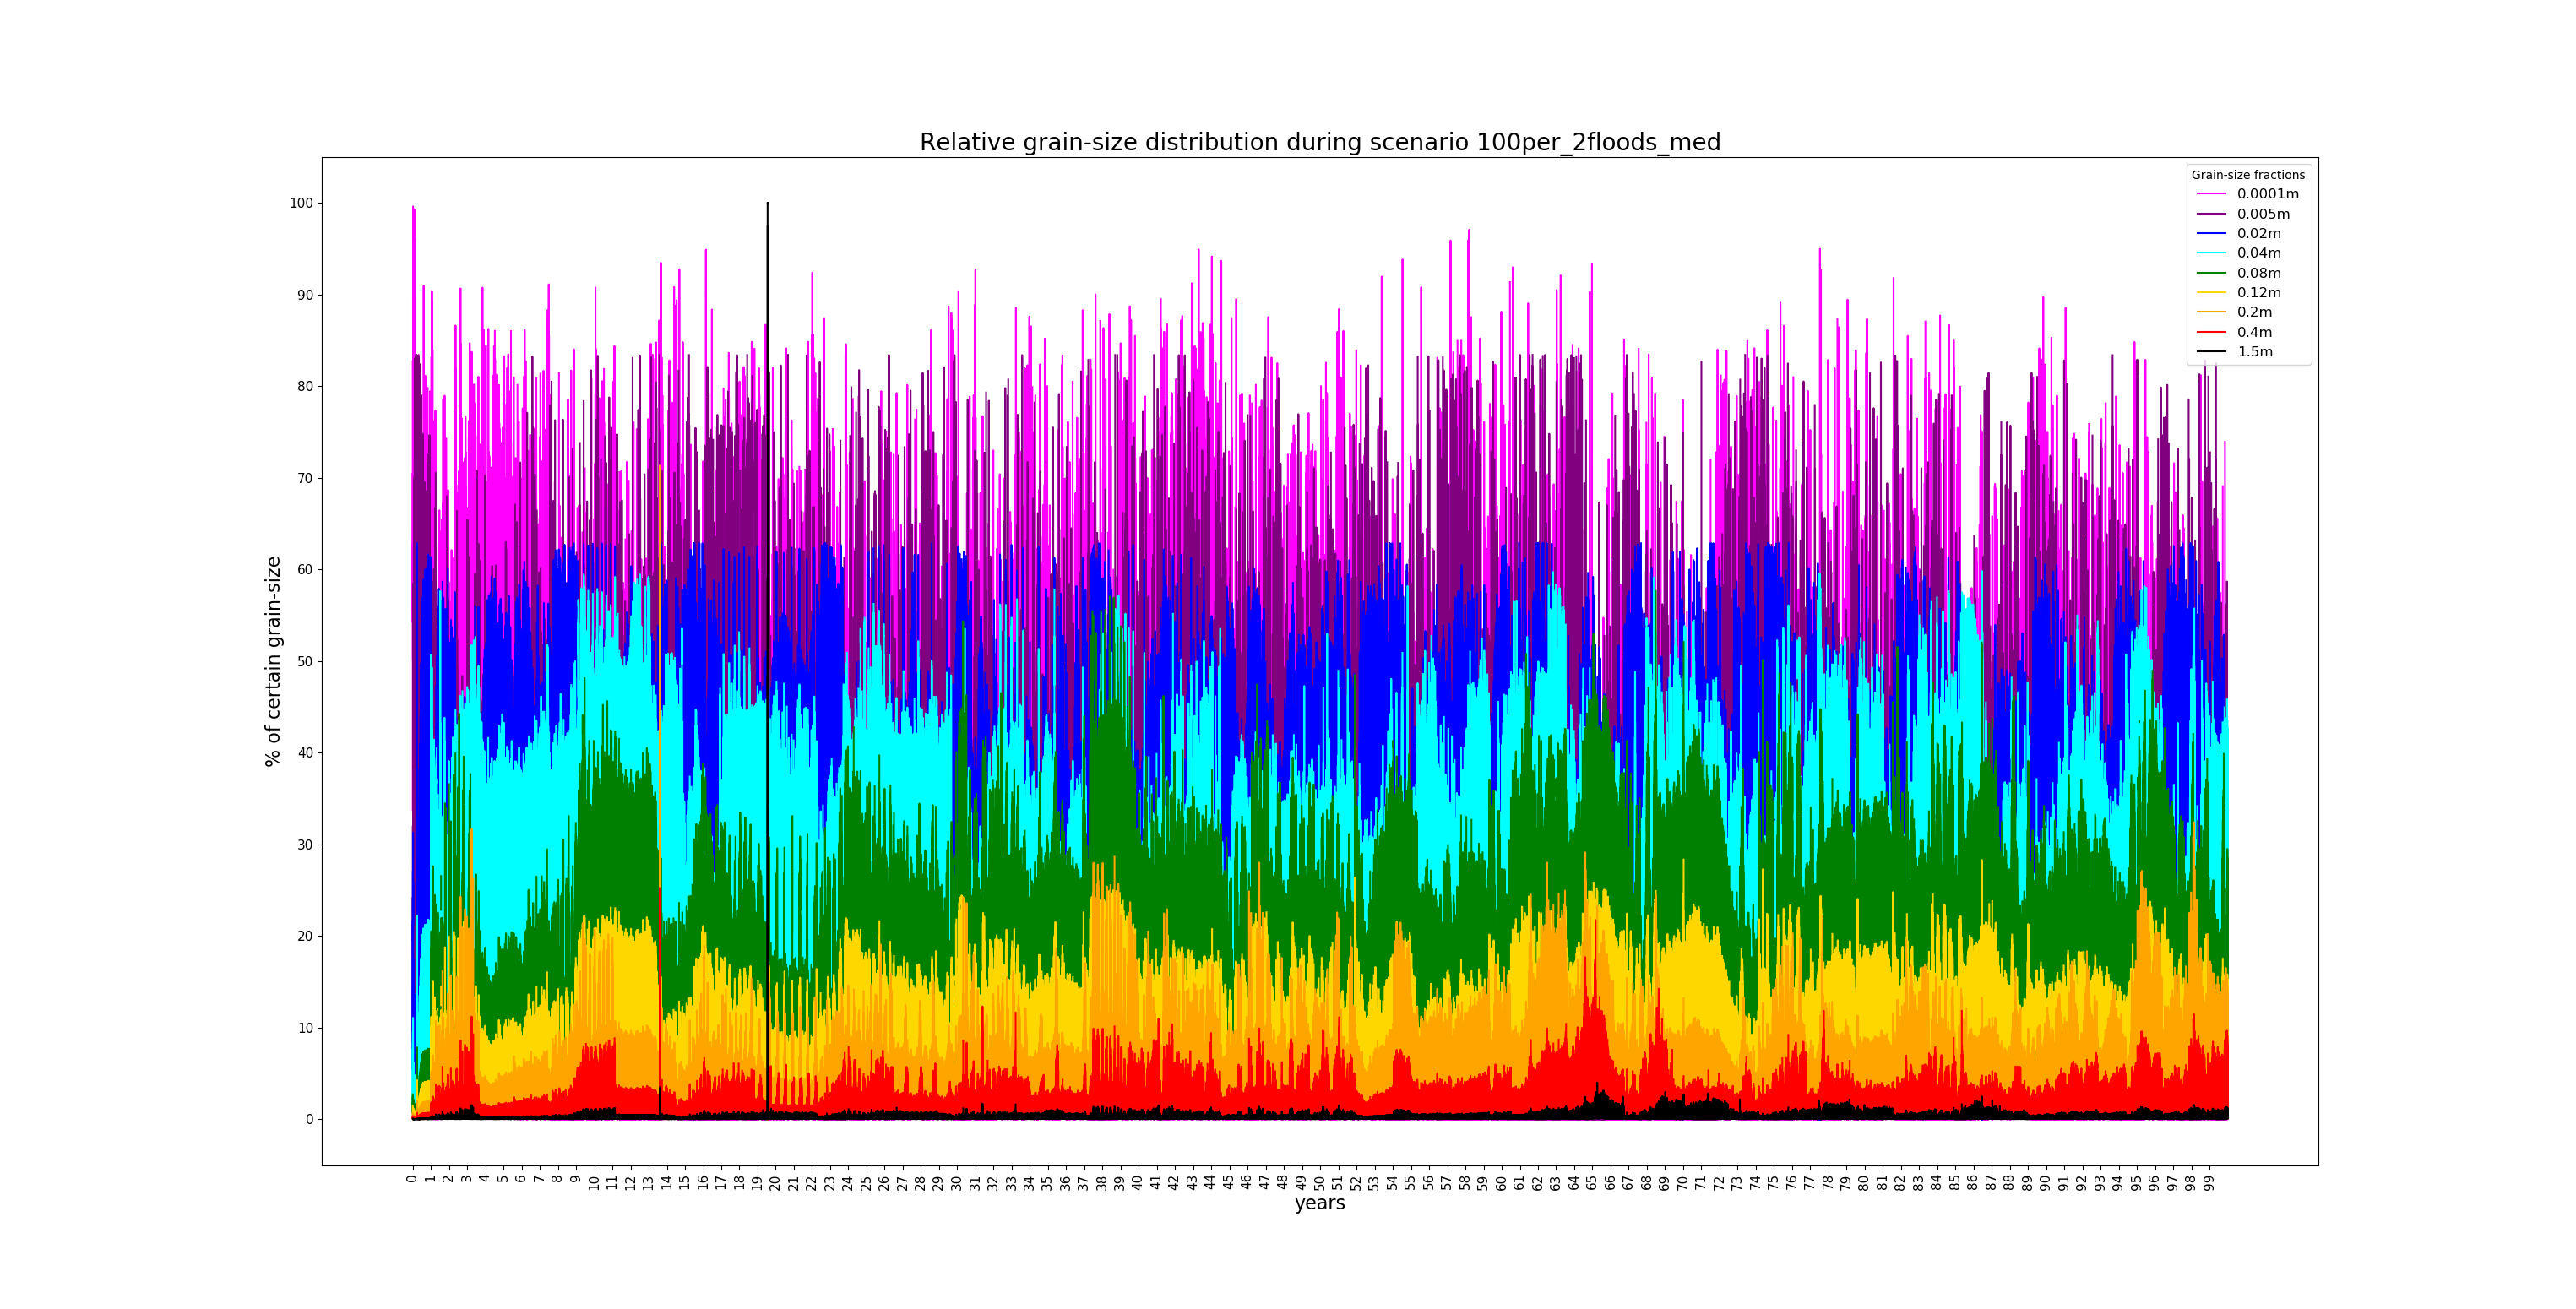 Relative grain-size distribution during scenario 100per_2floods_med
Grain-size fractions
0.0001m
0.005m
0.02m
0.04m
0.08m
0.12m
0.2m
0.4m
1.5m
% of certain grain-size
100
90
80
70
60
50
40
30
20
10
0
0 1 2 3 4 5 6 7 8 9 10 11 12 13 14 15 16 17 18 19 20 21 22 23 24 25 26 27 28 29 30 31 32 33 34 35 36 37 38 39 40 41 42 43 44 45 46 47 48 49 50 51 52 53 54 55 56 57 58 59 60 61 62 63 64 65 66 67 68 69 70 71 72 73 74 75 76 77 78 79 80 81 82 83 84 85 86 87 88 89 90 91 92 93 94 95 96 97 98 99
years